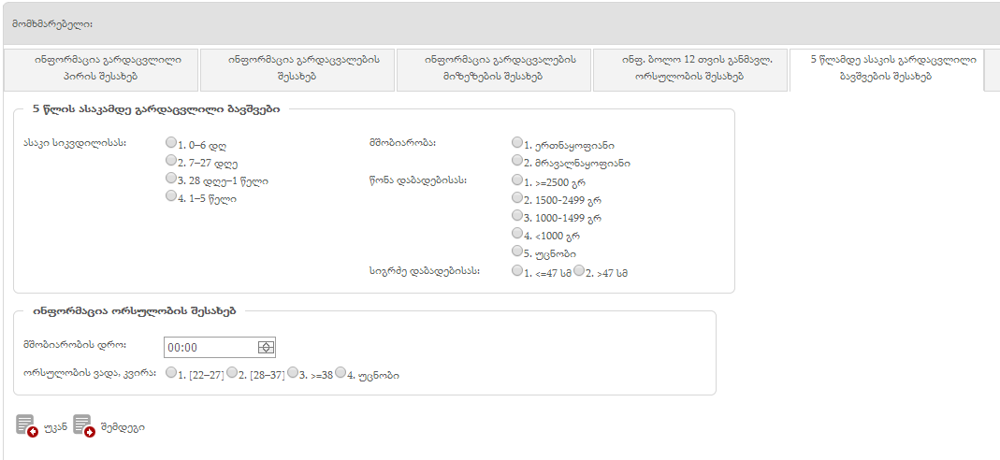 მომხმარებელი:
ინფორმაცია გარდაცვლილი
პირის შესახებ
ინფორმაცია გარდაცვალების
შესახებ
ინფორმაცია გარდაცვალების
მიზეზების შესახებ
ინფ. ბოლო 12 თვის განმავლ.
ორსულობის შესახებ
5 წლამდე ასაკის გარდაცვლილი
ბავშვების შესახებ
5 წლის ასაკამდე გარდაცვლილი ბავშვები
ასაკი სიკვდილისას:
1. 0–6 დღ
2. 7–27 დღე
3. 28 დღე–1 წელი
4. 1–5 წელი
მშობიარობა:
1. ერთნაყოფიანი
2. მრავალნაყოფიანი
წონა დაბადებისას:
1. >=2500 გრ
2. 1500-2499 გრ
3. 1000-1499 გრ
4. <1000 გრ
5. უცნობი
სიგრძე დაბადებისას:
1. <=47 სმ 2. >47 სმ
ინფორმაცია ორსულობის შესახებ
მშობიარობის დრო:
00:00
ორსულობის ვადა, კვირა: 1. [22–27] 2. [28–37] 3. >=38 4. უცნობი
უკან შემდეგი